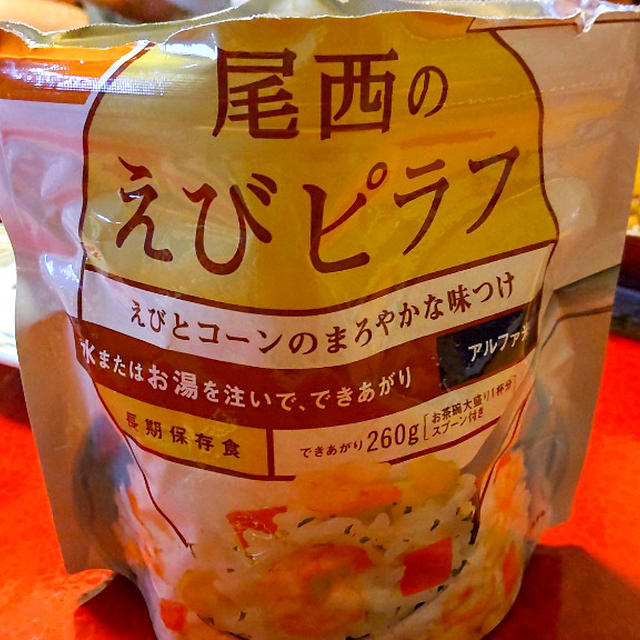 尾西の
えびピラフ
えびとコーンのまろやかな味つけ
水またはお湯を注いで、できあがり
アルファ米
長期保存食
できあがり260g
お茶碗大盛り1杯分
スプーン付き